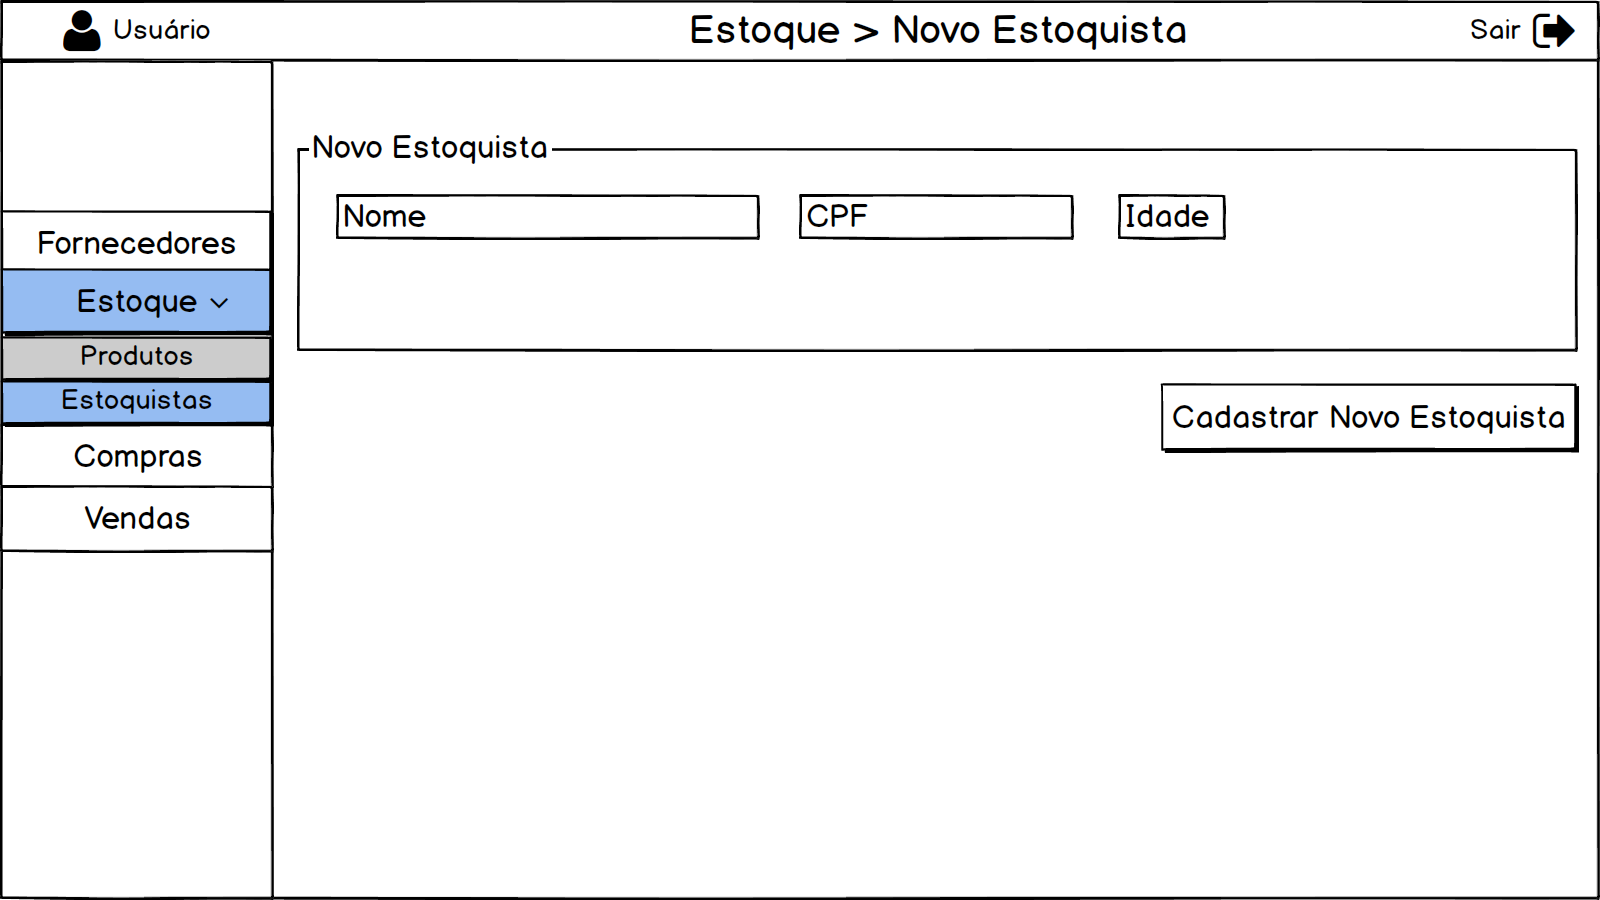 Usuário
Estoque > Novo Estoquista
Sair
Fornecedores
Estoque
Produtos
Estoquistas
Compras
Vendas
Novo Estoquista
Nome
CPF
Idade
Cadastrar Novo Estoquista